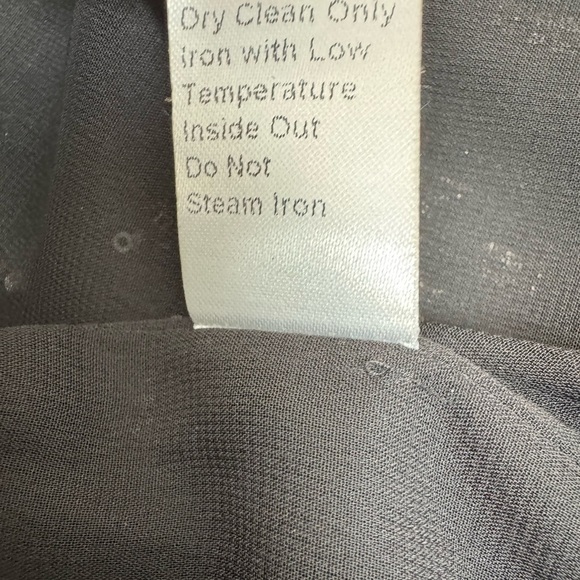 Dry Clean Only
Iron with Low
Temperature
Inside Out
Do Not
Steam Iron